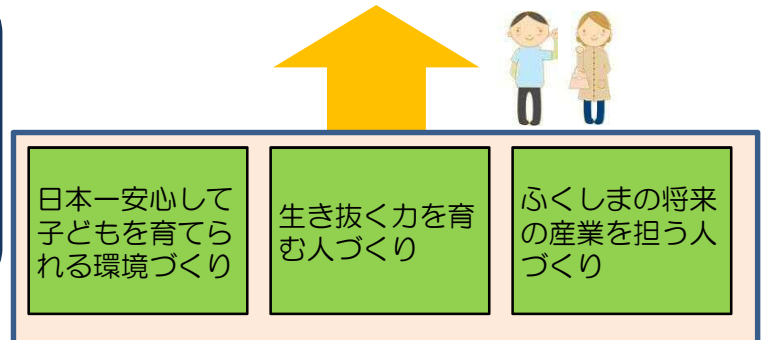 日本一安心して
子どもを育てら
れる環境づくり
生き抜く力を育
む人づくり
ふくしまの将来
の産業を担う人
づくり